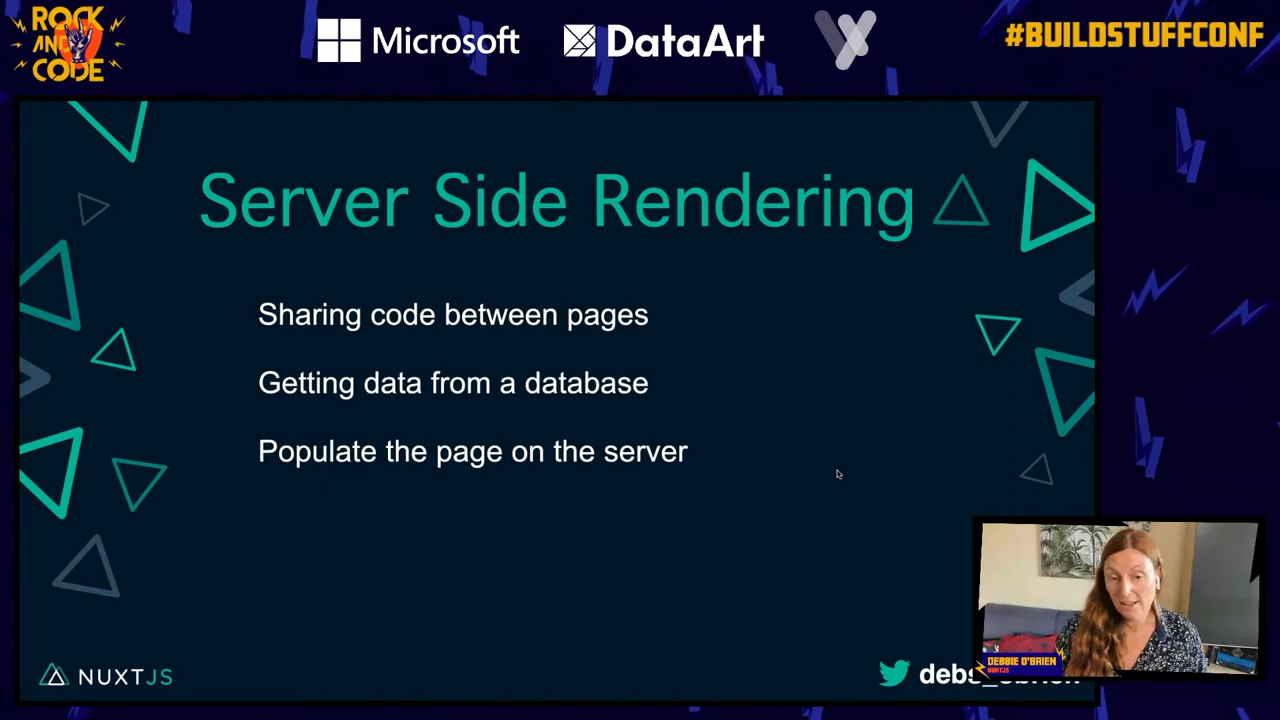 ROCK
AND
CODE
Microsoft
DataArt
#BUILDSTUFFCONF
Server Side Rendering
Sharing code between pages
Getting data from a database
Populate the page on the server
NUXTJS
DEBBIE O'BRIEN
NUXTJS